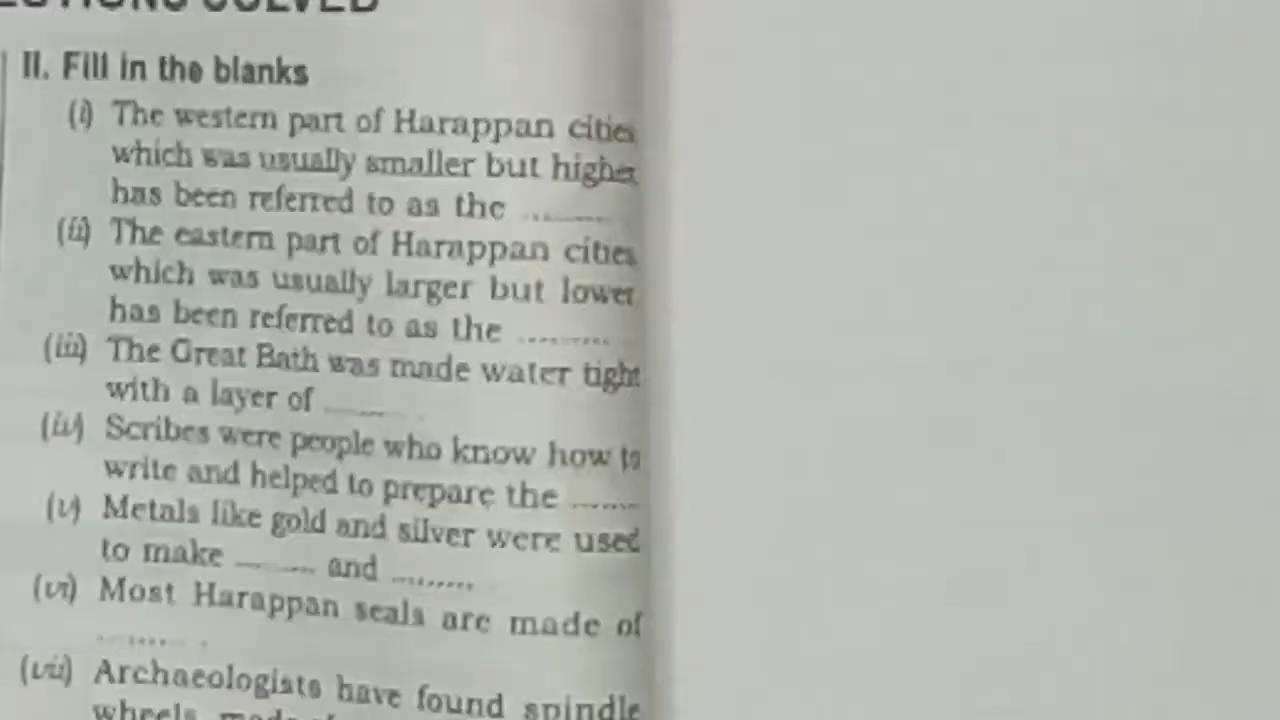 II. Fill in the blanks
(i) The western part of Harappan cities
which was usually smaller but higher
has been referred to as the ........
(ii) The eastern part of Harappan cities
which was usually larger but lower
has been referred to as the ........
(iii) The Great Bath was made water tight
with a layer of ........
(iv) Scribes were people who know how to
write and helped to prepare the ........
(v) Metals like gold and silver were used
to make ........ and ........
(vi) Most Harappan seals are made of
........
(vii) Archaeologists have found spindle
wheels